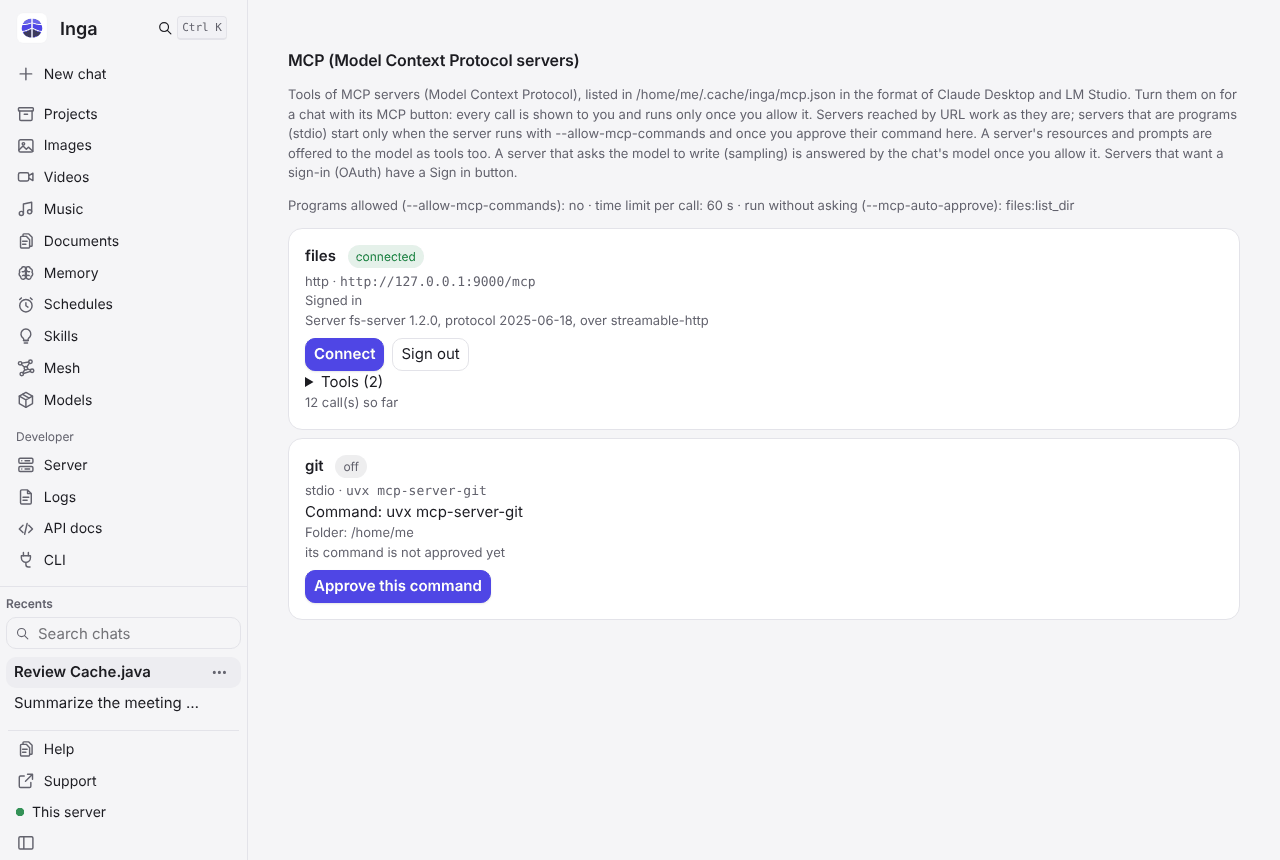 Inga
Ctrl K
New chat
Projects
Images
Videos
Music
Documents
Memory
Schedules
Skills
Mesh
Models
Developer
Server
Logs
API docs
CLI
Recents
Search chats
Review Cache.java
Summarize the meeting ...
Help
Support
This server
MCP (Model Context Protocol servers)
Tools of MCP servers (Model Context Protocol), listed in /home/me/.cache/inga/mcp.json in the format of Claude Desktop and LM Studio. Turn them on for
a chat with its MCP button: every call is shown to you and runs only once you allow it. Servers reached by URL work as they are; servers that are programs
(stdio) start only when the server runs with --allow-mcp-commands and once you approve their command here. A server's resources and prompts are
offered to the model as tools too. A server that asks the model to write (sampling) is answered by the chat's model once you allow it. Servers that want a
sign-in (OAuth) have a Sign in button.
Programs allowed (--allow-mcp-commands): no · time limit per call: 60 s · run without asking (--mcp-auto-approve): files:list_dir
files connected
http · http://127.0.0.1:9000/mcp
Signed in
Server fs-server 1.2.0, protocol 2025-06-18, over streamable-http
Connect Sign out
Tools (2)
12 call(s) so far
git off
stdio · uvx mcp-server-git
Command: uvx mcp-server-git
Folder: /home/me
its command is not approved yet
Approve this command